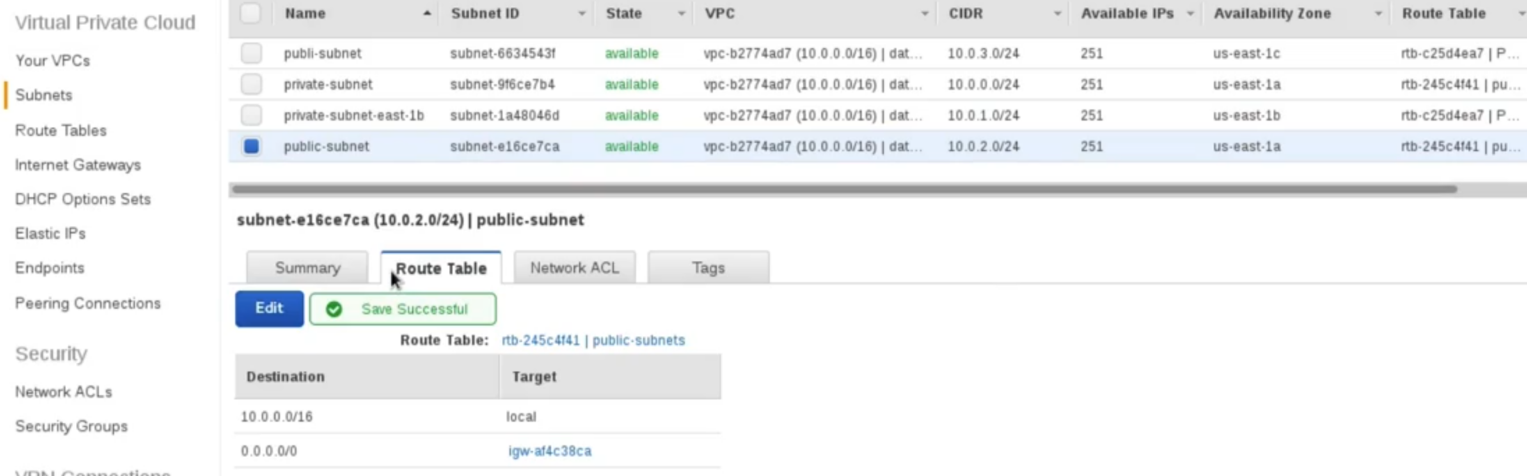 Virtual Private Cloud
Your VPCs
Subnets
Route Tables
Internet Gateways
DHCP Options Sets
Elastic IPs
Endpoints
Peering Connections
Security
Network ACLs
Security Groups
VPN Connections
Name Subnet ID State VPC CIDR Available IPs Availability Zone Route Table
publi-subnet subnet-6634543f available vpc-b2774ad7 (10.0.0.0/16) | dat... 10.0.3.0/24 251 us-east-1c rtb-c25d4ea7 | P...
private-subnet subnet-9f6ce7b4 available vpc-b2774ad7 (10.0.0.0/16) | dat... 10.0.0.0/24 251 us-east-1a rtb-245c4f41 | pu...
private-subnet-east-1b subnet-1a48046d available vpc-b2774ad7 (10.0.0.0/16) | dat... 10.0.1.0/24 251 us-east-1b rtb-c25d4ea7 | P...
public-subnet subnet-e16ce7ca available vpc-b2774ad7 (10.0.0.0/16) | dat... 10.0.2.0/24 251 us-east-1a rtb-245c4f41 | pu...
subnet-e16ce7ca (10.0.2.0/24) | public-subnet
Summary Route Table Network ACL Tags
Edit Save Successful
Route Table: rtb-245c4f41 | public-subnets
Destination Target
10.0.0.0/16 local
0.0.0.0/0 igw-af4c38ca